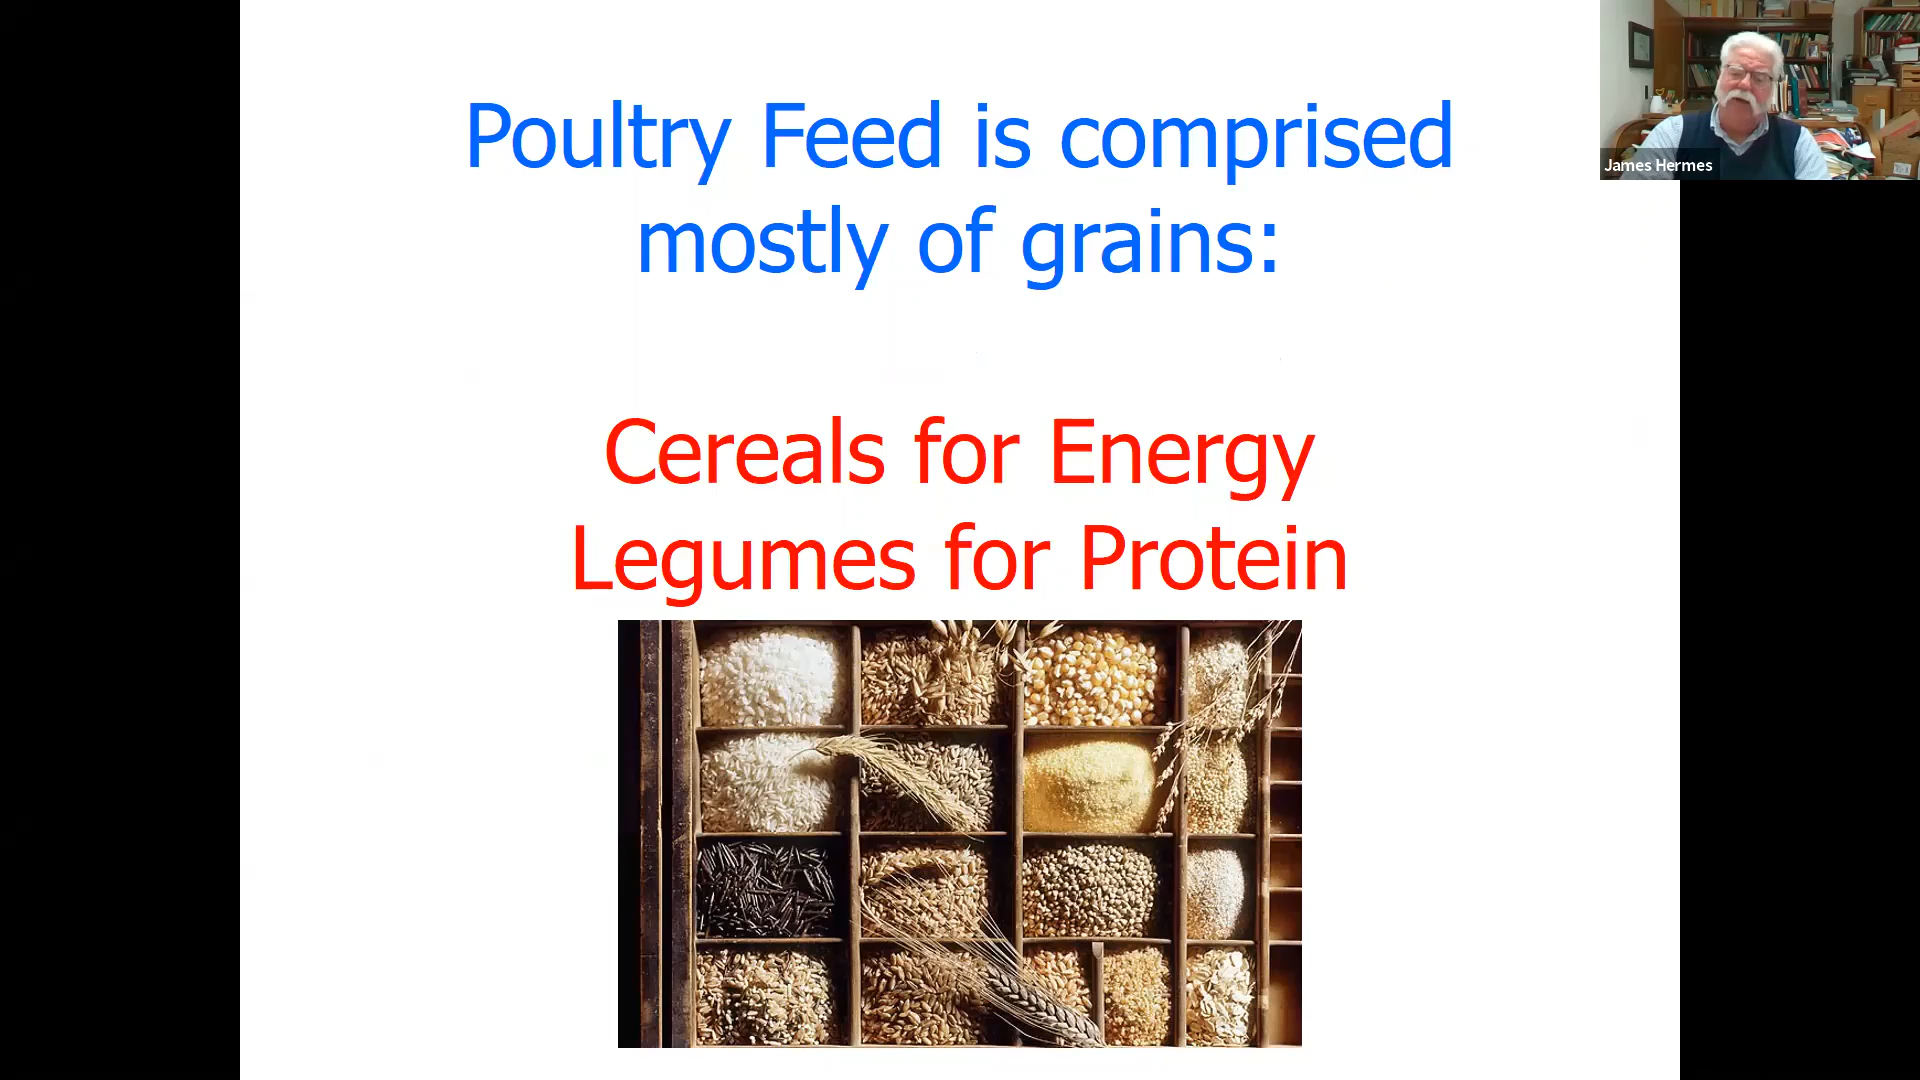 Poultry Feed is comprised
mostly of grains:
Cereals for Energy
Legumes for Protein
James Hermes